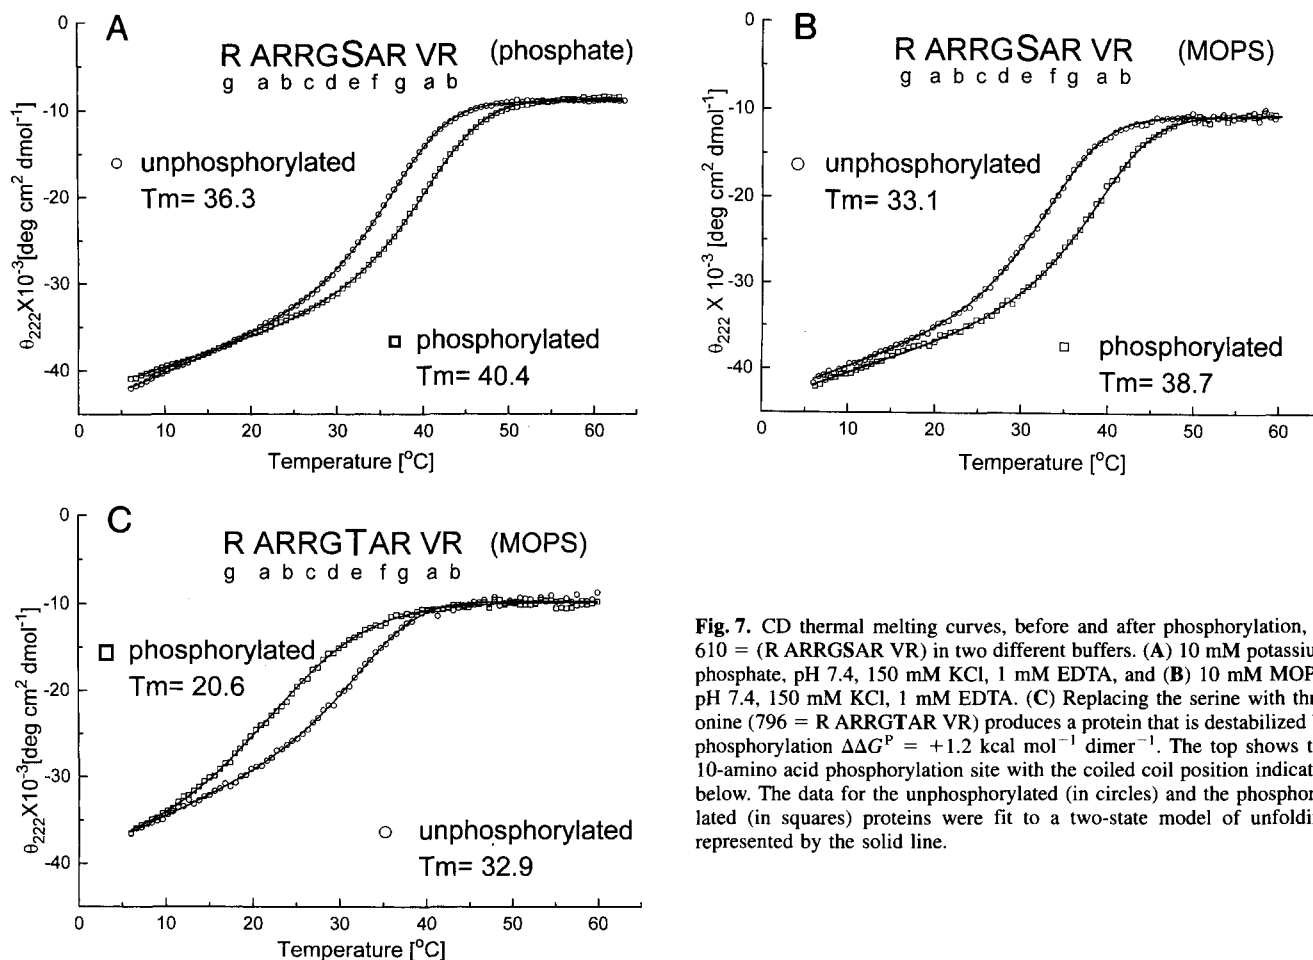 A
R ARRGSAR VR (phosphate)
g a b c d e f g a b
unphosphorylated
Tm= 36.3
phosphorylated
Tm= 40.4
θ222X10-3[deg cm2 dmol-1]
0
-10
-20
-30
-40
0 10 20 30 40 50 60
Temperature [oC]
B
R ARRGSAR VR (MOPS)
g a b c d e f g a b
unphosphorylated
Tm= 33.1
phosphorylated
Tm= 38.7
θ222 X 10-3 [deg cm2 dmol-1]
0
-10
-20
-30
-40
0 10 20 30 40 50 60
Temperature [oC]
C
R ARRGTAR VR (MOPS)
g a b c d e f g a b
phosphorylated
Tm= 20.6
unphosphorylated
Tm= 32.9
θ222X10-3[deg cm2 dmol-1]
0
-10
-20
-30
-40
0 10 20 30 40 50 60
Temperature [oC]
Fig. 7. CD thermal melting curves, before and after phosphorylation,
610 = (R ARRGSAR VR) in two different buffers. (A) 10 mM potassiu
phosphate, pH 7.4, 150 mM KCl, 1 mM EDTA, and (B) 10 mM MOP
pH 7.4, 150 mM KCl, 1 mM EDTA. (C) Replacing the serine with thr
onine (796 = R ARRGTAR VR) produces a protein that is destabilized
phosphorylation ΔΔGP = +1.2 kcal mol−1 dimer−1. The top shows t
10-amino acid phosphorylation site with the coiled coil position indicat
below. The data for the unphosphorylated (in circles) and the phosphor
lated (in squares) proteins were fit to a two-state model of unfoldi
represented by the solid line.